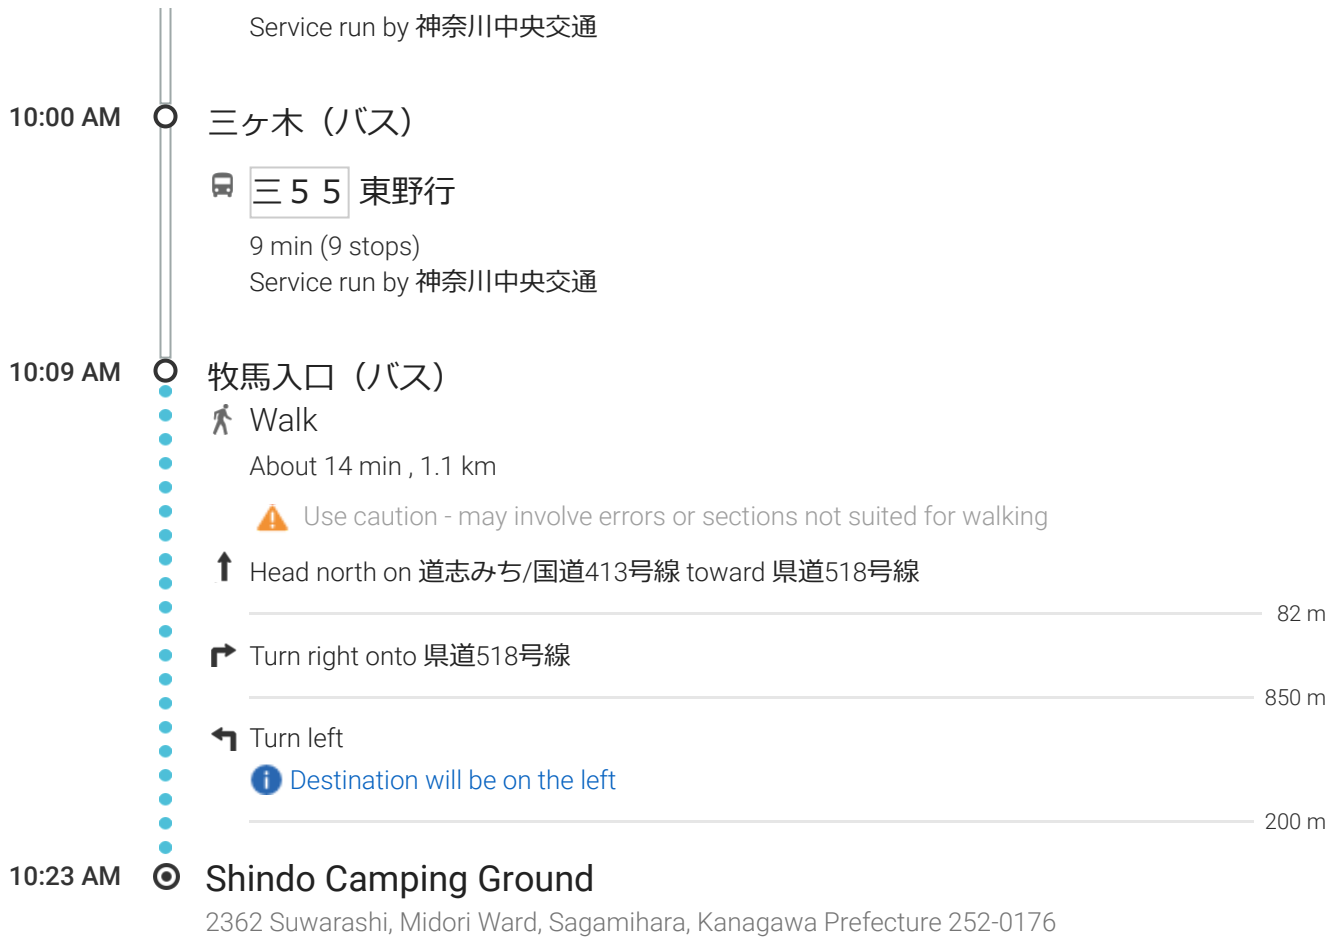 Service run by 神奈川中央交通
10:00 AM
三ヶ木（バス）
三５５ 東野行
9 min (9 stops)
Service run by 神奈川中央交通
10:09 AM
牧馬入口（バス）
Walk
About 14 min , 1.1 km
Use caution - may involve errors or sections not suited for walking
Head north on 道志みち/国道413号線 toward 県道518号線
82 m
Turn right onto 県道518号線
850 m
Turn left
Destination will be on the left
200 m
10:23 AM
Shindo Camping Ground
2362 Suwarashi, Midori Ward, Sagamihara, Kanagawa Prefecture 252-0176